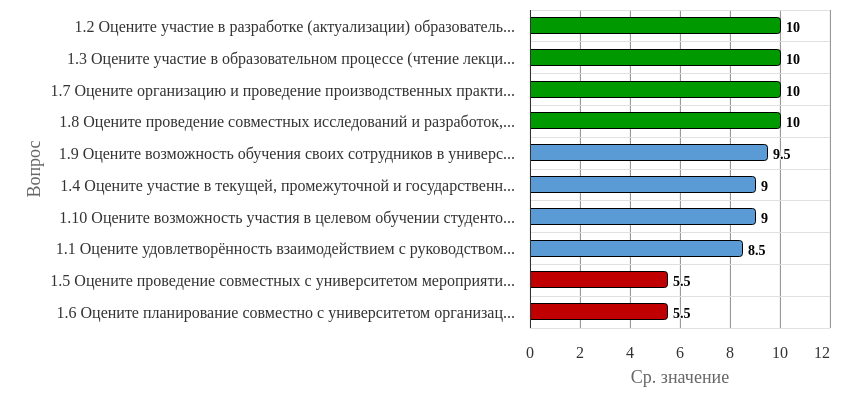 1.2 Оцените участие в разработке (актуализации) образователь... 10
1.3 Оцените участие в образовательном процессе (чтение лекци... 10
1.7 Оцените организацию и проведение производственных практи... 10
1.8 Оцените проведение совместных исследований и разработок,... 10
1.9 Оцените возможность обучения своих сотрудников в универс... 9.5
1.4 Оцените участие в текущей, промежуточной и государственн... 9
1.10 Оцените возможность участия в целевом обучении студенто... 9
1.1 Оцените удовлетворённость взаимодействием с руководством... 8.5
1.5 Оцените проведение совместных с университетом мероприяти... 5.5
1.6 Оцените планирование совместно с университетом организац... 5.5
Вопрос
0 2 4 6 8 10 12
Ср. значение